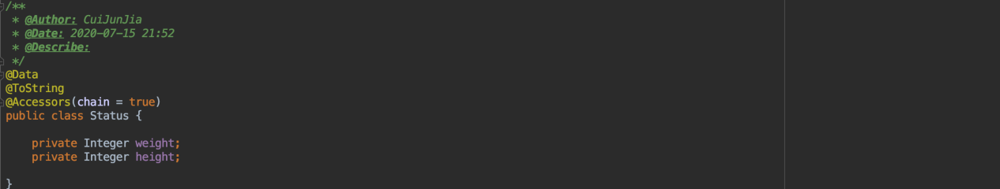 /**
 * @Author: CuiJunJia
 * @Date: 2020-07-15 21:52
 * @Describe:
 */
@Data
@ToString
@Accessors(chain = true)
public class Status {
    private Integer weight;
    private Integer height;
}